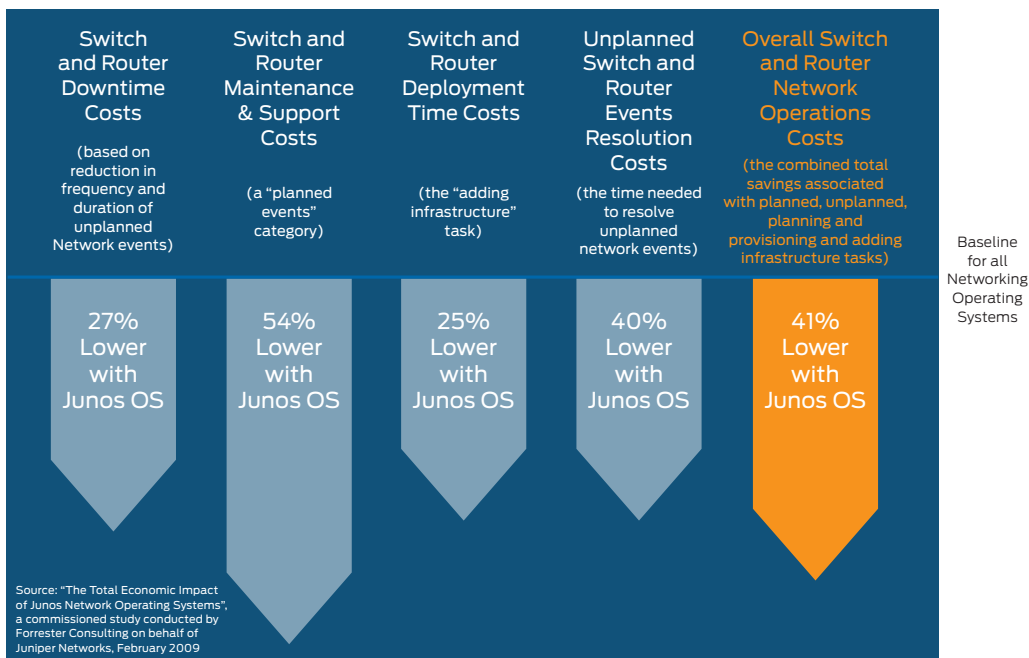 Switch
and Router
Downtime
Costs
(based on
reduction in
frequency and
duration of
unplanned
Network events)
Switch and
Router
Maintenance
& Support
Costs
(a “planned
events”
category)
Switch and
Router
Deployment
Time Costs
(the “adding
infrastructure”
task)
Unplanned
Switch and
Router
Events
Resolution
Costs
(the time needed
to resolve
unplanned
network events)
Overall Switch
and Router
Network
Operations
Costs
(the combined total
savings associated
with planned, unplanned,
planning and
provisioning and adding
infrastructure tasks)
Baseline
for all
Networking
Operating
Systems
27%
Lower
with
Junos OS
54%
Lower
with
Junos OS
25%
Lower
with
Junos OS
40%
Lower
with
Junos OS
41%
Lower
with
Junos OS
Source: “The Total Economic Impact
of Junos Network Operating Systems”,
a commissioned study conducted by
Forrester Consulting on behalf of
Juniper Networks, February 2009